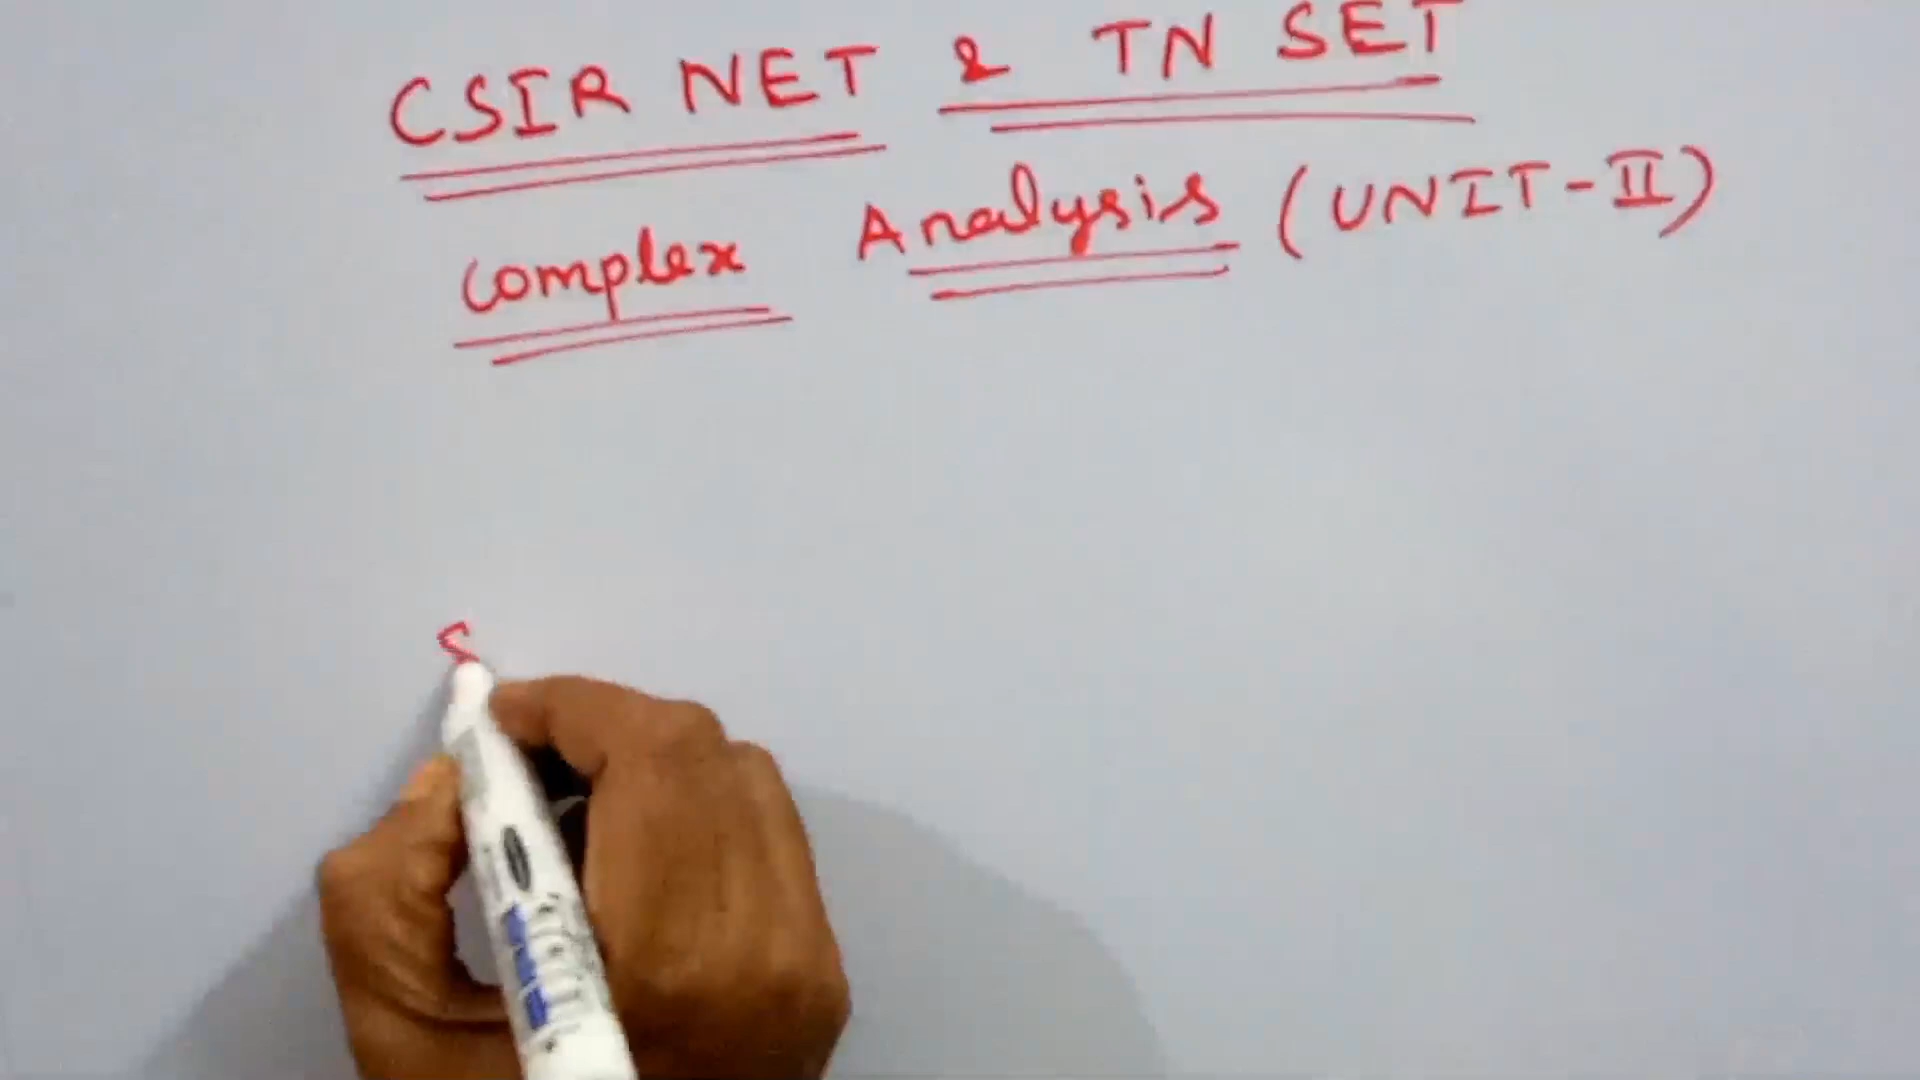 CSIR NET & TN SET
Complex Analysis (UNIT-II)
S